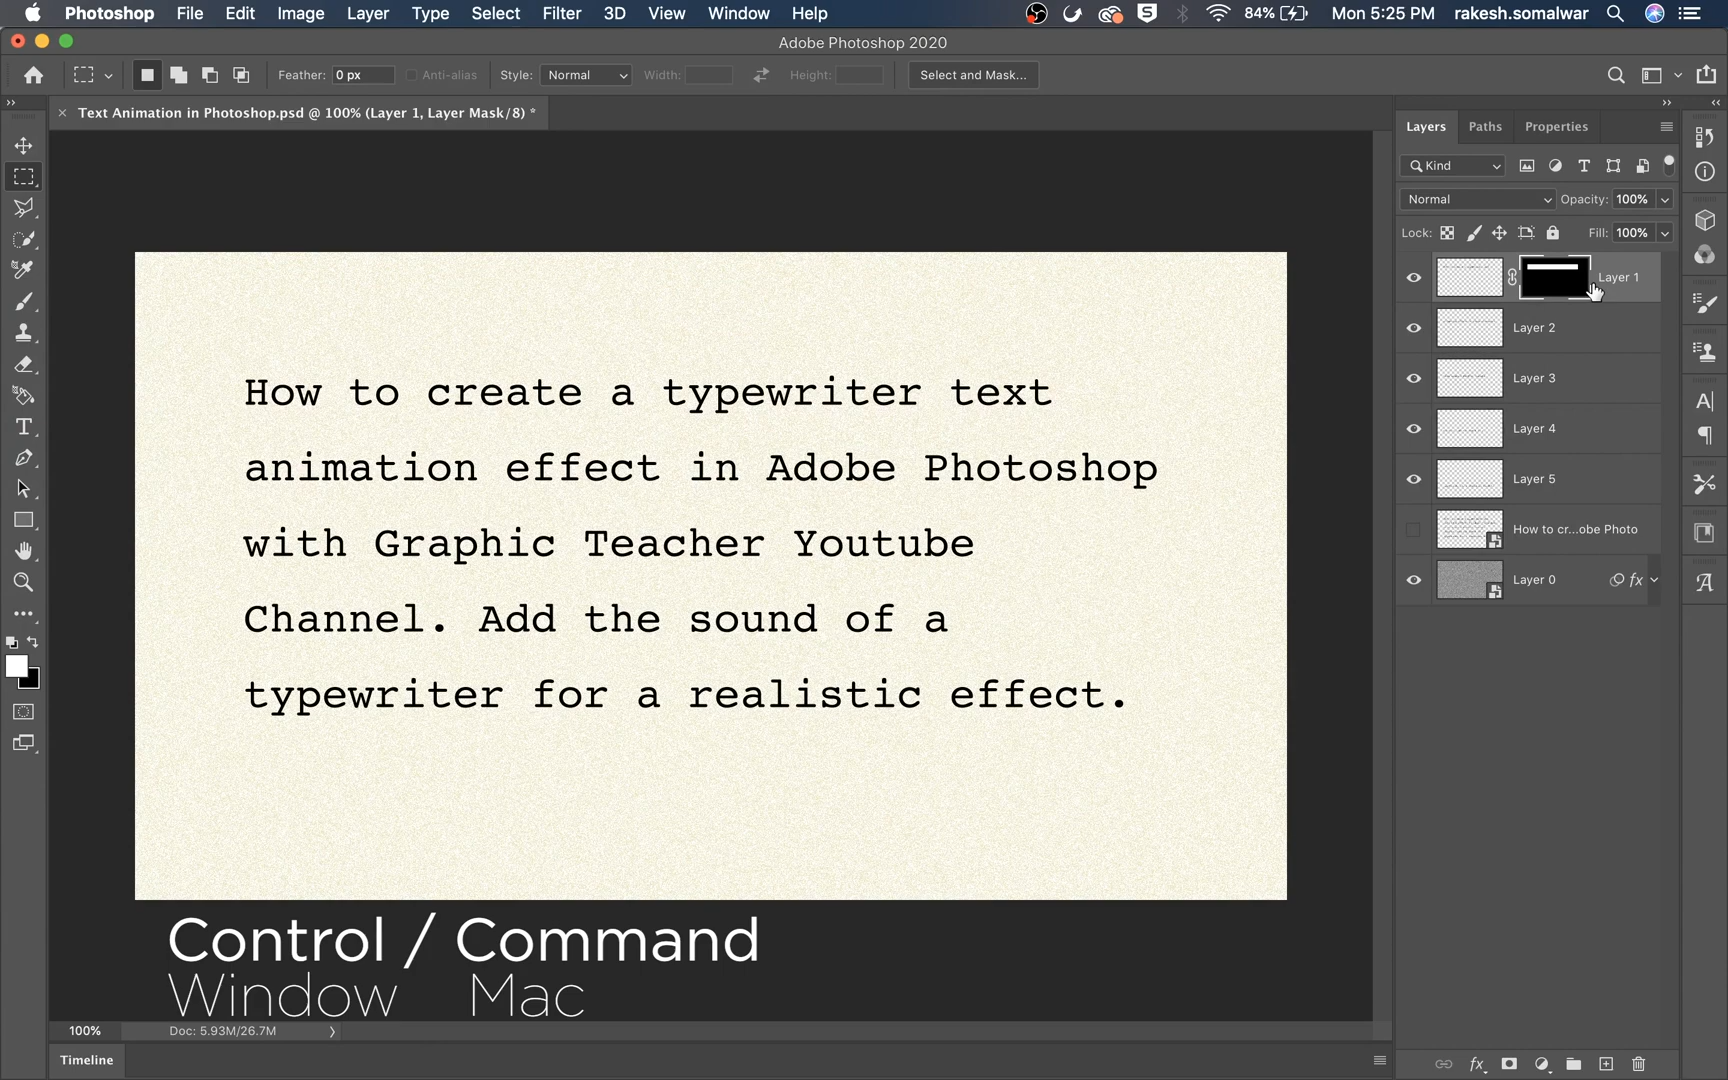 Photoshop File Edit Image Layer Type Select Filter 3D View Window Help 84% Mon 5:25 PM rakesh.somalwar
Adobe Photoshop 2020
Feather: 0 px Anti-alias Style: Normal Width: Height: Select and Mask...
Text Animation in Photoshop.psd @ 100% (Layer 1, Layer Mask/8) *
Layers Paths Properties
Kind
Normal Opacity: 100%
Lock: Fill: 100%
Layer 1
Layer 2
Layer 3
Layer 4
Layer 5
How to cr...obe Photo
Layer 0 fx
How to create a typewriter text
animation effect in Adobe Photoshop
with Graphic Teacher Youtube
Channel. Add the sound of a
typewriter for a realistic effect.
Control / Command
Window Mac
100% Doc: 5.93M/26.7M
Timeline
fx